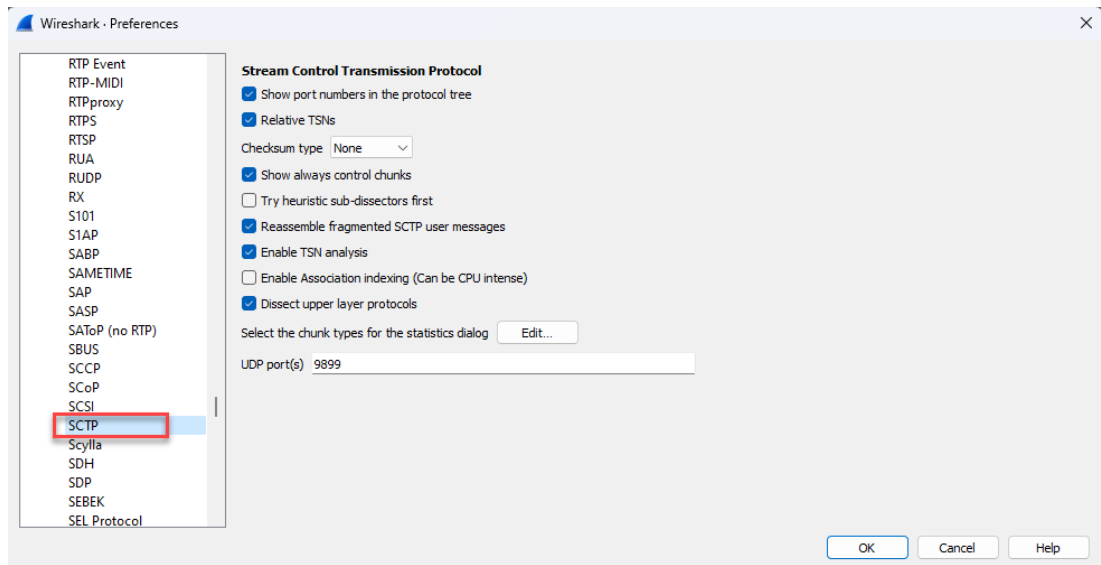 Wireshark · Preferences
RTP Event
RTP-MIDI
RTPproxy
RTPS
RTSP
RUA
RUDP
RX
S101
S1AP
SABP
SAMETIME
SAP
SASP
SAToP (no RTP)
SBUS
SCCP
SCoP
SCSI
SCTP
Scylla
SDH
SDP
SEBEK
SEL Protocol
Stream Control Transmission Protocol
Show port numbers in the protocol tree
Relative TSNs
Checksum type None
Show always control chunks
Try heuristic sub-dissectors first
Reassemble fragmented SCTP user messages
Enable TSN analysis
Enable Association indexing (Can be CPU intense)
Dissect upper layer protocols
Select the chunk types for the statistics dialog Edit...
UDP port(s) 9899
OK Cancel Help